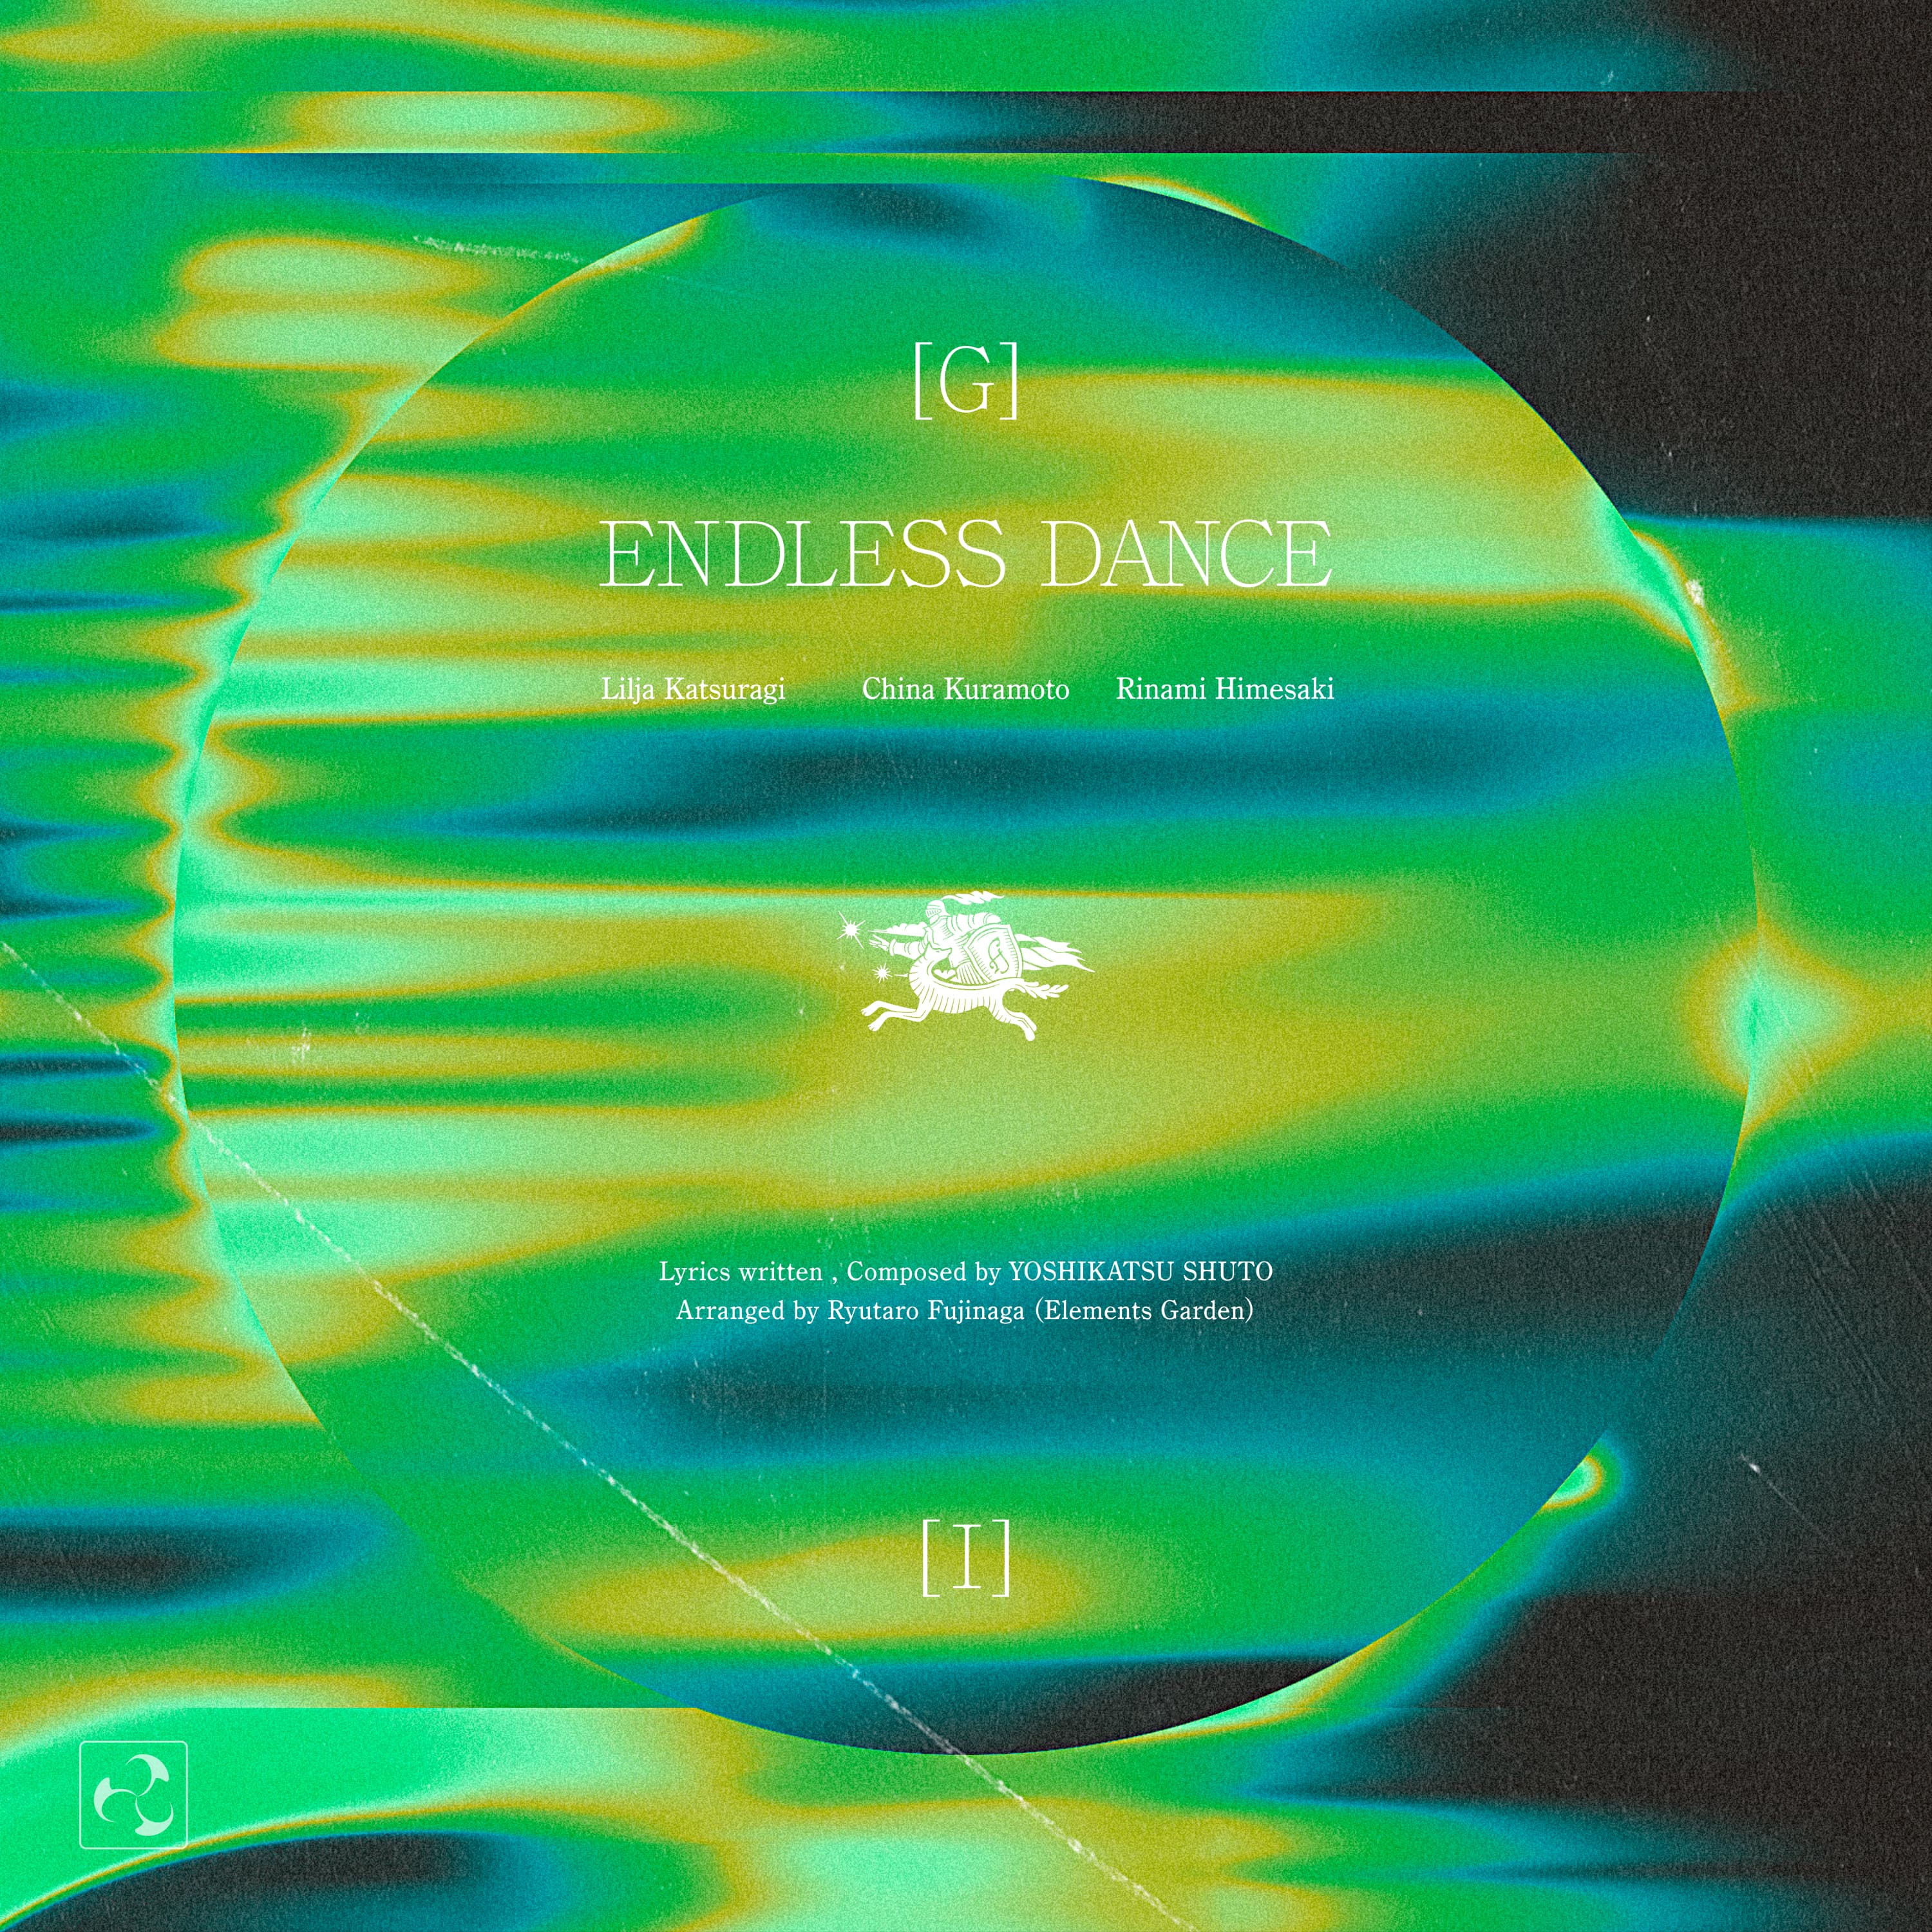 [G]
ENDLESS DANCE
Lilja Katsuragi China Kuramoto Rinami Himesaki
Lyrics written , Composed by YOSHIKATSU SHUTO
Arranged by Ryutaro Fujinaga (Elements Garden)
[I]